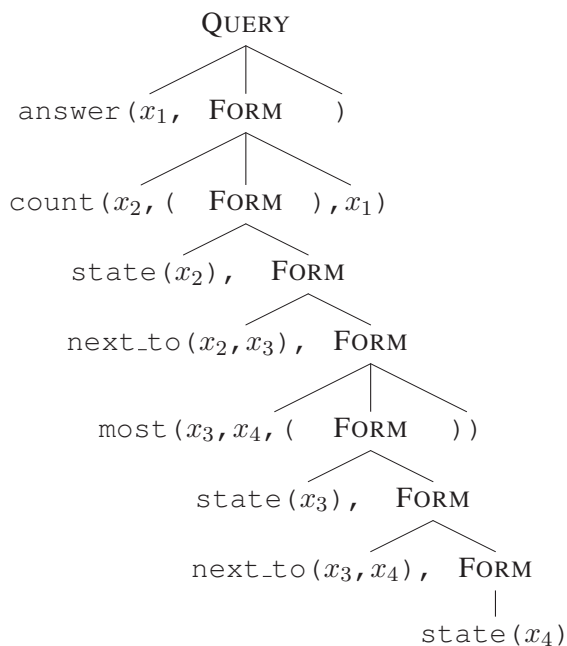 QUERY
answer(x₁, FORM )
count(x₂,( FORM ),x₁)
state(x₂), FORM
next_to(x₂,x₃), FORM
most(x₃,x₄,( FORM ))
state(x₃), FORM
next_to(x₃,x₄), FORM
state(x₄)